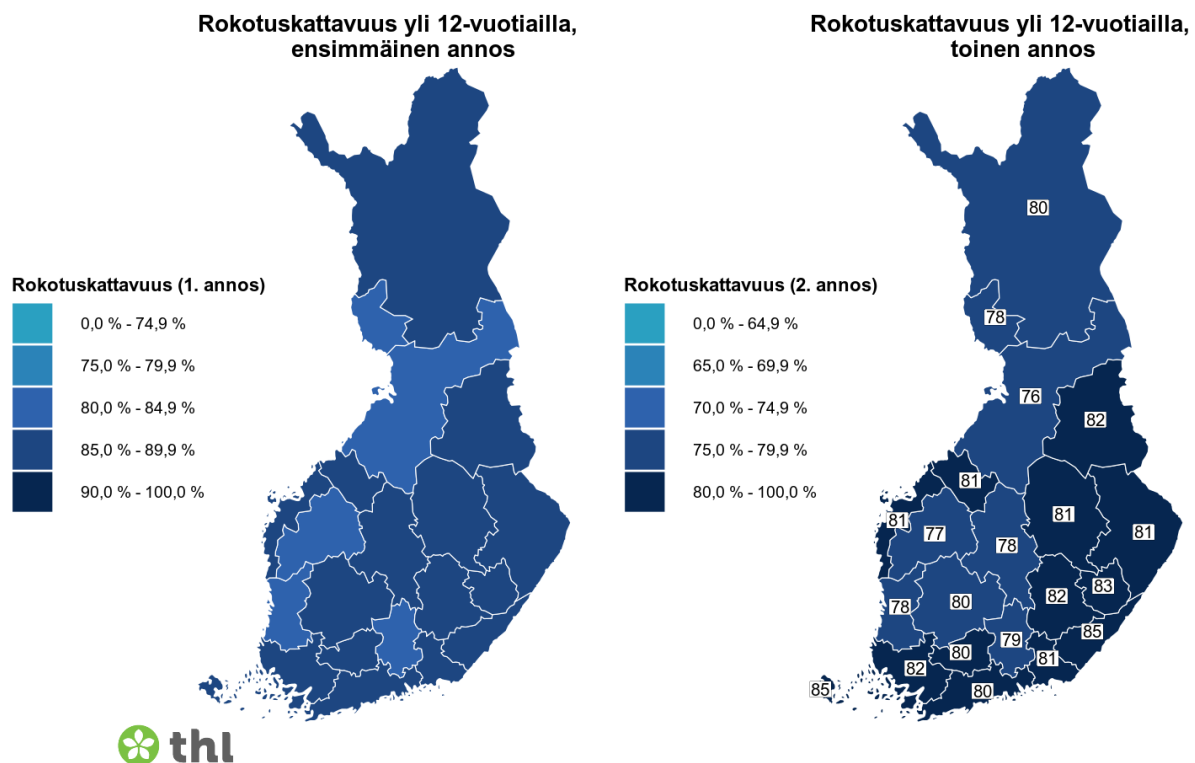 Rokotuskattavuus yli 12-vuotiailla,
ensimmäinen annos
Rokotuskattavuus (1. annos)
0,0 % - 74,9 %
75,0 % - 79,9 %
80,0 % - 84,9 %
85,0 % - 89,9 %
90,0 % - 100,0 %
thl
Rokotuskattavuus yli 12-vuotiailla,
toinen annos
Rokotuskattavuus (2. annos)
0,0 % - 64,9 %
65,0 % - 69,9 %
70,0 % - 74,9 %
75,0 % - 79,9 %
80,0 % - 100,0 %
80
78
76
82
81
81
81
77
78
81
83
82
80
78
85
79
80
81
82
85
80